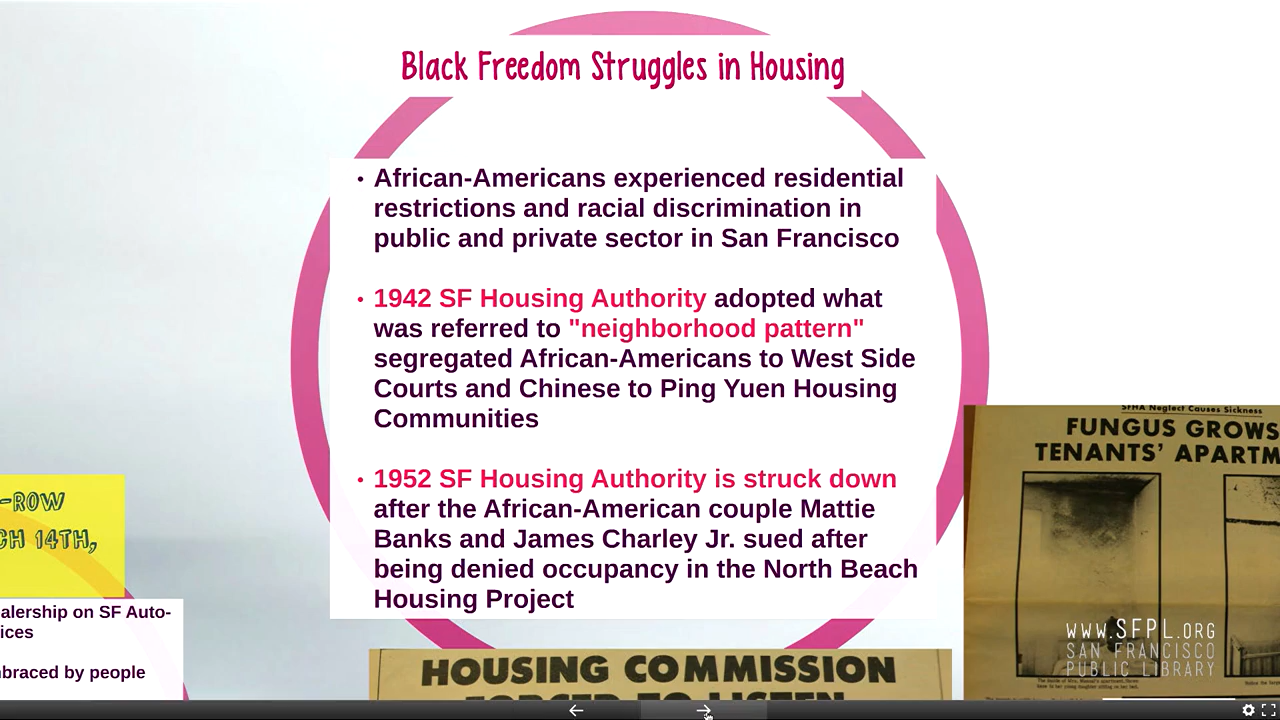 Black Freedom Struggles in Housing
• African-Americans experienced residential
restrictions and racial discrimination in
public and private sector in San Francisco
• 1942 SF Housing Authority adopted what
was referred to "neighborhood pattern"
segregated African-Americans to West Side
Courts and Chinese to Ping Yuen Housing
Communities
• 1952 SF Housing Authority is struck down
after the African-American couple Mattie
Banks and James Charley Jr. sued after
being denied occupancy in the North Beach
Housing Project
-ROW
CH 14TH,
alership on SF Auto-
ices
mbraced by people
HOUSING COMMISSION
FORCED TO LISTEN
SFHA Neglect Causes Sickness
FUNGUS GROWS
TENANTS' APARTM
WWW.SFPL.ORG
SAN FRANCISCO
PUBLIC LIBRARY